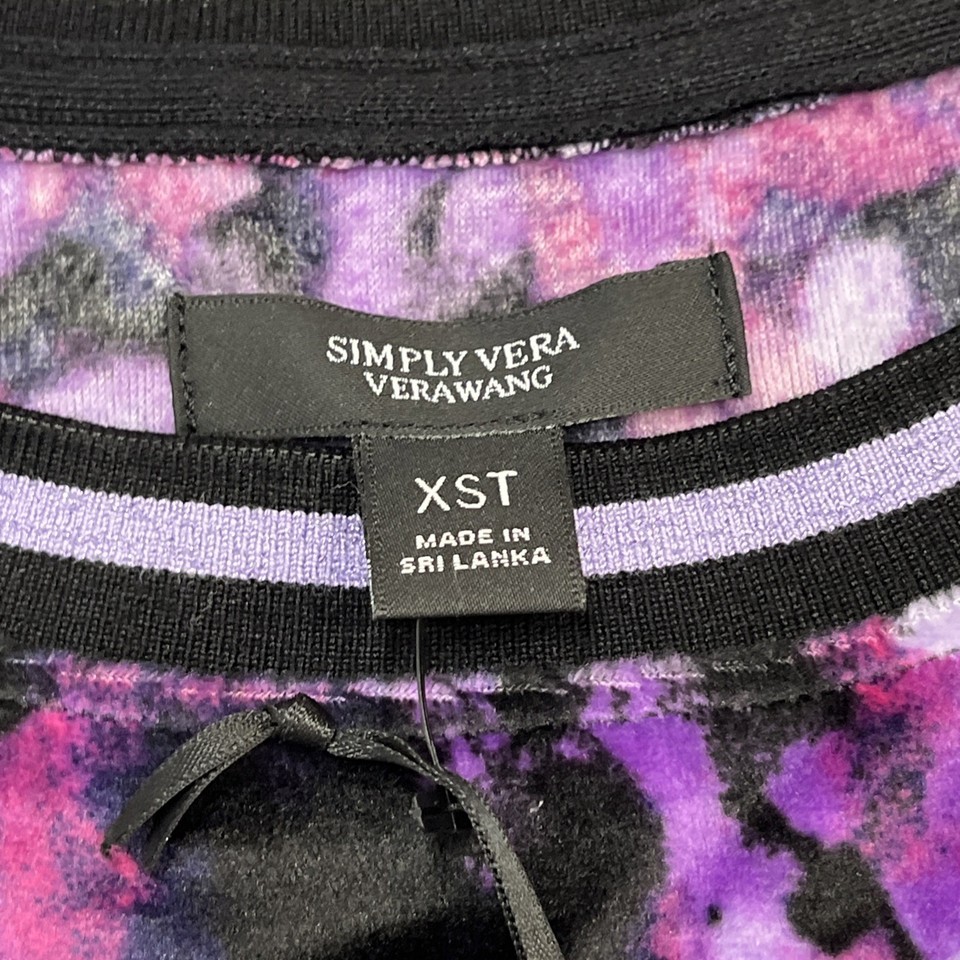 SIMPLY VERA
VERAWANG
XST
MADE IN
SRI LANKA